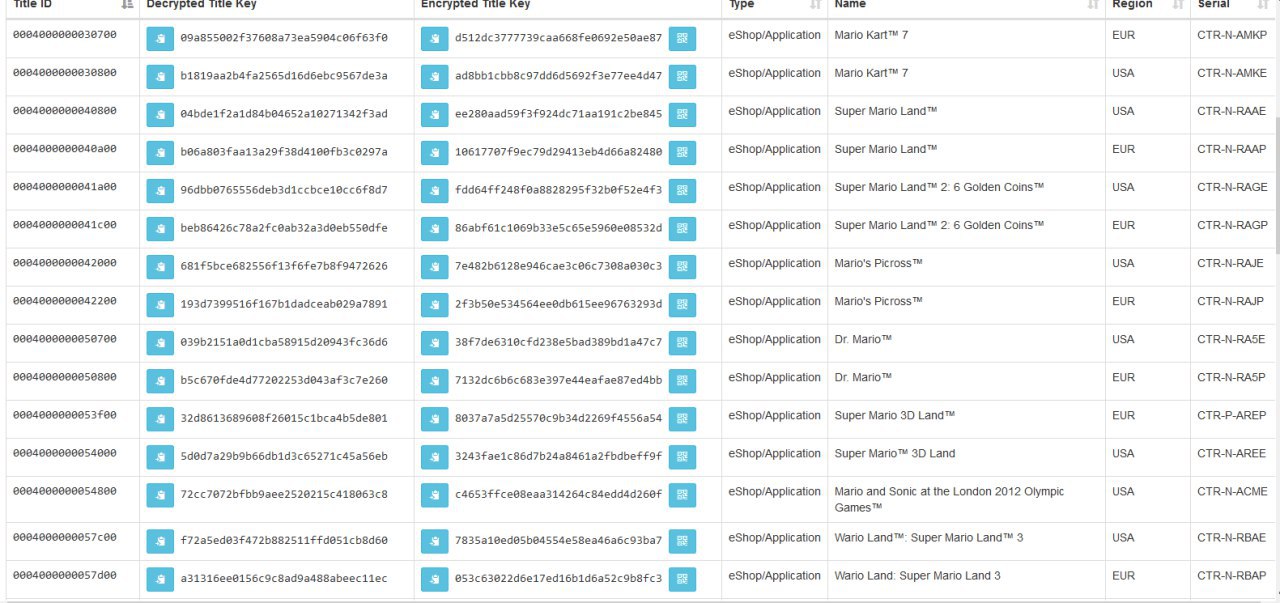 Title ID Decrypted Title Key Encrypted Title Key Type Name Region Serial
0004000000030700 09a855002f37608a73ea5904c06f63f0 d512dc3777739caa668fe0692e50ae87 eShop/Application Mario Kart™ 7 EUR CTR-N-AMKP
0004000000030800 b1819aa2b4fa2565d16d6ebc9567de3a ad8bb1cbb8c97dd6d5692f3e77ee4d47 eShop/Application Mario Kart™ 7 USA CTR-N-AMKE
0004000000040800 04bde1f2a1d84b04652a10271342f3ad ee280aad59f3f924dc71aa191c2be845 eShop/Application Super Mario Land™ USA CTR-N-RAAE
0004000000040a00 b06a803faa13a29f38d4100fb3c0297a 10617707f9ec79d29413eb4d66a82480 eShop/Application Super Mario Land™ EUR CTR-N-RAAP
0004000000041a00 96dbb0765556deb3d1ccbce10cc6f8d7 fdd64ff248f0a8828295f32b0f52e4f3 eShop/Application Super Mario Land™ 2: 6 Golden Coins™ USA CTR-N-RAGE
0004000000041c00 beb86426c78a2fc0ab32a3d0eb550dfe 86abf61c1069b33e5c65e5960e08532d eShop/Application Super Mario Land™ 2: 6 Golden Coins™ EUR CTR-N-RAGP
0004000000042000 681f5bce682556f13f6fe7b8f9472626 7e482b6128e946cae3c06c7308a030c3 eShop/Application Mario's Picross™ USA CTR-N-RAJE
0004000000042200 193d7399516f167b1dadceab029a7891 2f3b50e534564ee0db615ee96763293d eShop/Application Mario's Picross™ EUR CTR-N-RAJP
0004000000050700 039b2151a0d1cba58915d20943fc36d6 38f7de6310cfd238e5bad389bd1a47c7 eShop/Application Dr. Mario™ USA CTR-N-RA5E
0004000000050800 b5c670fde4d77202253d043af3c7e260 7132dc6b6c683e397e44eafae87ed4bb eShop/Application Dr. Mario™ EUR CTR-N-RA5P
0004000000053f00 32d8613689608f26015c1bca4b5de801 8037a7a5d25570c9b34d2269f4556a54 eShop/Application Super Mario 3D Land™ EUR CTR-P-AREP
0004000000054000 5d0d7a29b9b66db1d3c65271c45a56eb 3243fae1c86d7b24a8461a2fbdbeff9f eShop/Application Super Mario™ 3D Land USA CTR-N-AREE
0004000000054800 72cc7072bfbb9aee2520215c418063c8 c4653ffce08eaa314264c84edd4d260f eShop/Application Mario and Sonic at the London 2012 Olympic USA CTR-N-ACME
Games™
0004000000057c00 f72a5ed03f472b882511ffd051cb8d60 7835a10ed05b04554e58ea46a6c93ba7 eShop/Application Wario Land™: Super Mario Land™ 3 USA CTR-N-RBAE
0004000000057d00 a31316ee0156c9c8ad9a488abeec11ec 053c63022d6e17ed16b1d6a52c9b8fc3 eShop/Application Wario Land: Super Mario Land 3 EUR CTR-N-RBAP